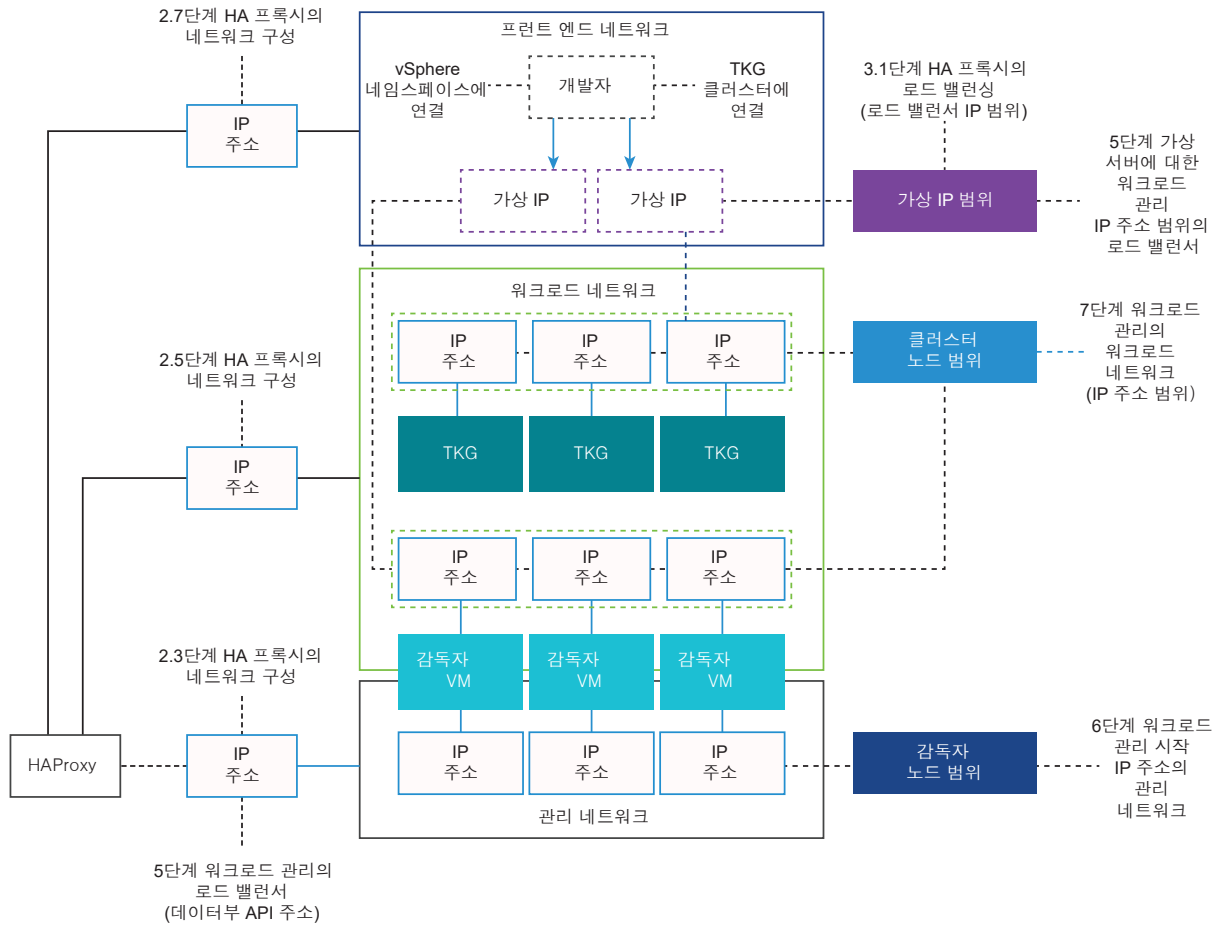 2.7단계 HA 프록시의
네트워크 구성
IP
주소
프런트 엔드 네트워크
vSphere
네임스페이스에
연결
개발자
TKG
클러스터에
연결
가상 IP
가상 IP
3.1단계 HA 프록시의
로드 밸런싱
(로드 밸런서 IP 범위)
가상 IP 범위
5단계 가상
서버에 대한
워크로드
관리
IP 주소 범위의
로드 밸런서
워크로드 네트워크
IP
주소
IP
주소
IP
주소
클러스터
노드 범위
7단계 워크로드
관리의
워크로드
네트워크
(IP 주소 범위)
2.5단계 HA 프록시의
네트워크 구성
IP
주소
TKG
TKG
TKG
IP
주소
IP
주소
IP
주소
감독자
VM
감독자
VM
감독자
VM
2.3단계 HA 프록시의
네트워크 구성
HAProxy
IP
주소
IP
주소
IP
주소
IP
주소
관리 네트워크
감독자
노드 범위
6단계 워크로드
관리 시작
IP 주소의
관리
네트워크
5단계 워크로드 관리의
로드 밸런서
(데이터부 API 주소)